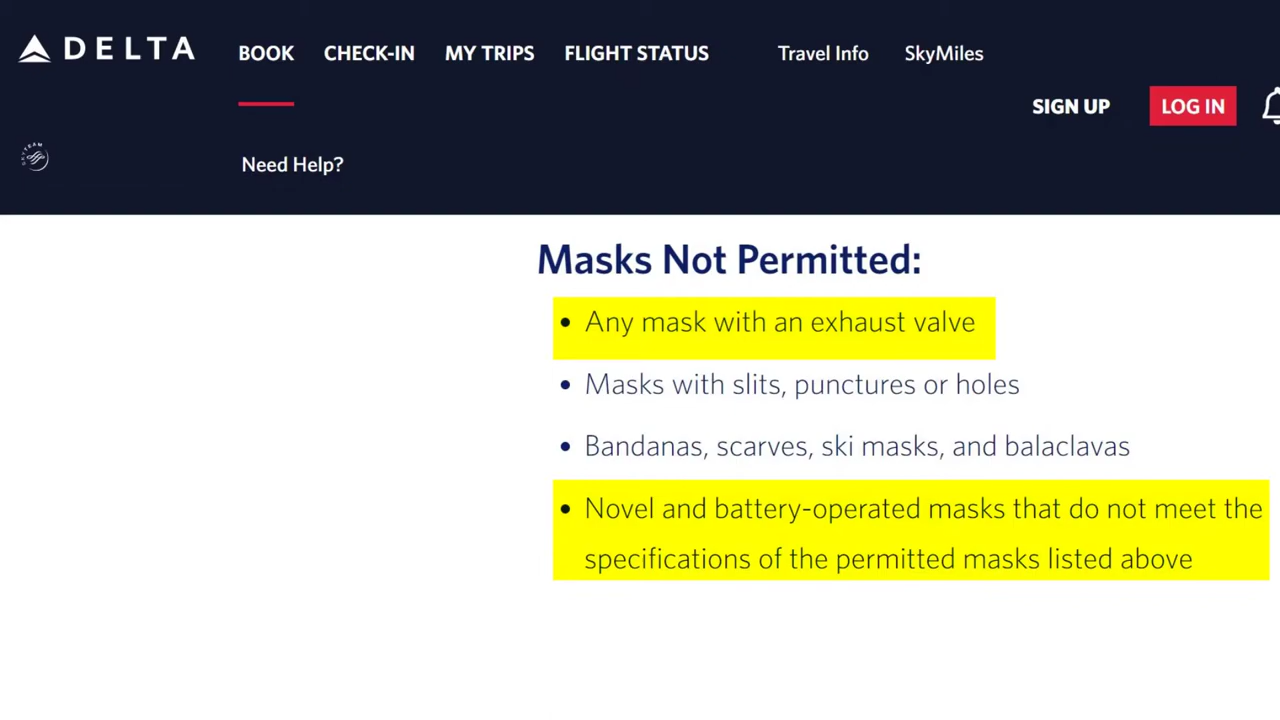 DELTA
BOOK CHECK-IN MY TRIPS FLIGHT STATUS Travel Info SkyMiles
SIGN UP LOG IN
SKYTEAM
Need Help?
Masks Not Permitted:
• Any mask with an exhaust valve
• Masks with slits, punctures or holes
• Bandanas, scarves, ski masks, and balaclavas
• Novel and battery-operated masks that do not meet the
specifications of the permitted masks listed above